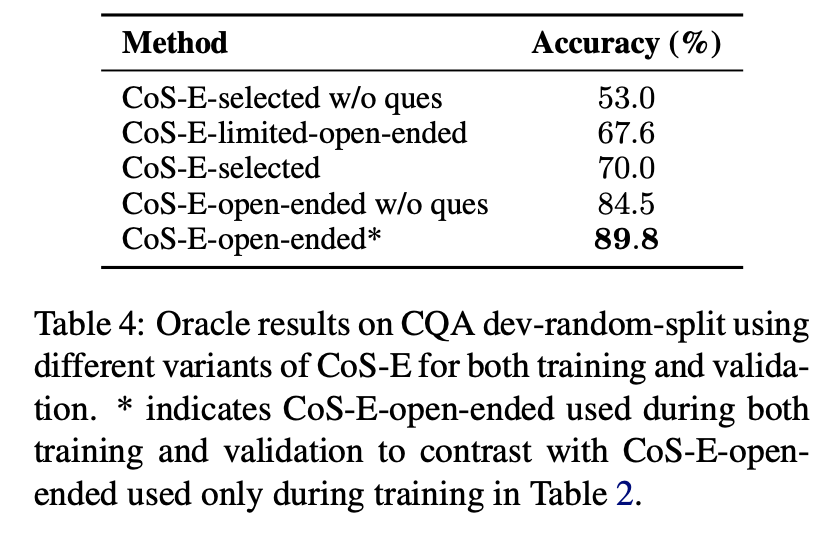 Method Accuracy (%)
CoS-E-selected w/o ques 53.0
CoS-E-limited-open-ended 67.6
CoS-E-selected 70.0
CoS-E-open-ended w/o ques 84.5
CoS-E-open-ended* 89.8
Table 4: Oracle results on CQA dev-random-split using
different variants of CoS-E for both training and valida-
tion. * indicates CoS-E-open-ended used during both
training and validation to contrast with CoS-E-open-
ended used only during training in Table 2.